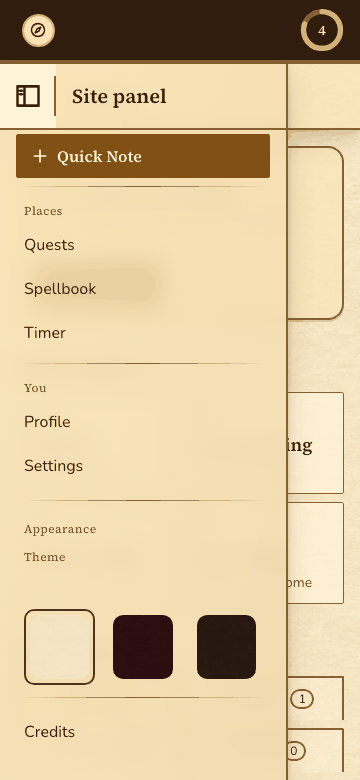 4
Site panel
+ Quick Note
Places
Quests
Spellbook
Timer
You
Profile
Settings
ing
Appearance
Theme
ome
1
Credits
0